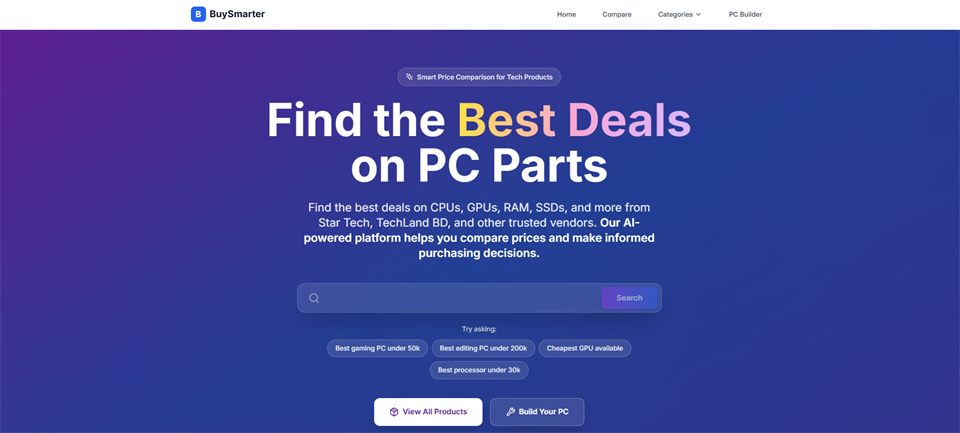 B BuySmarter
Home Compare Categories PC Builder
Smart Price Comparison for Tech Products
Find the Best Deals
on PC Parts
Find the best deals on CPUs, GPUs, RAM, SSDs, and more from
Star Tech, TechLand BD, and other trusted vendors. Our AI-
powered platform helps you compare prices and make informed
purchasing decisions.
Search
Try asking:
Best gaming PC under 50k Best editing PC under 200k Cheapest GPU available
Best processor under 30k
View All Products Build Your PC